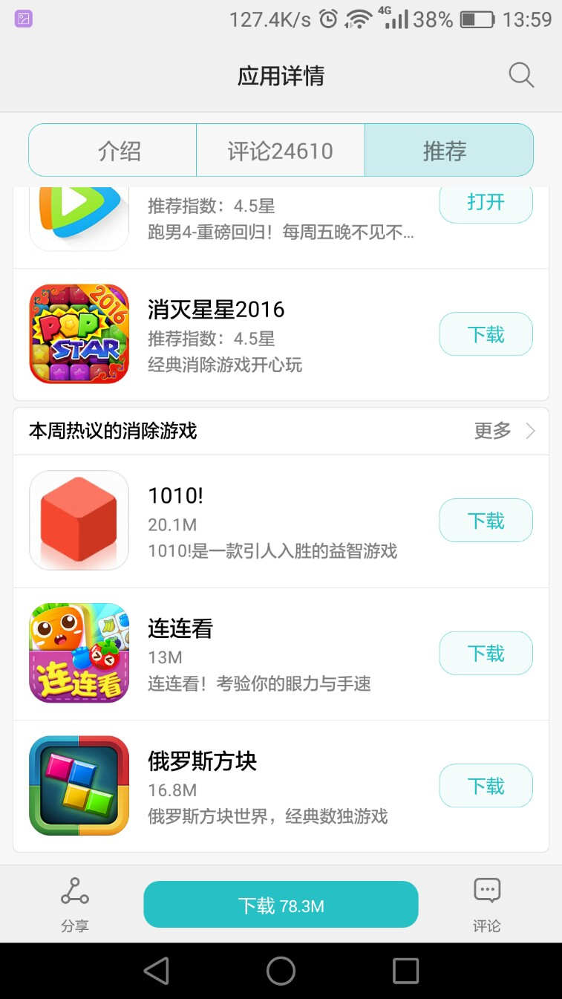 127.4K/s 4G 38% 13:59
应用详情
介绍 评论24610 推荐
推荐指数：4.5星
打开
跑男4-重磅回归！每周五晚不见不...
2016
POP
STAR
消灭星星2016
推荐指数：4.5星
下载
经典消除游戏开心玩
本周热议的消除游戏 更多
1010!
20.1M
下载
1010!是一款引人入胜的益智游戏
连连看
连连看
13M
下载
连连看！考验你的眼力与手速
俄罗斯方块
16.8M
下载
俄罗斯方块世界，经典数独游戏
分享
下载 78.3M
评论